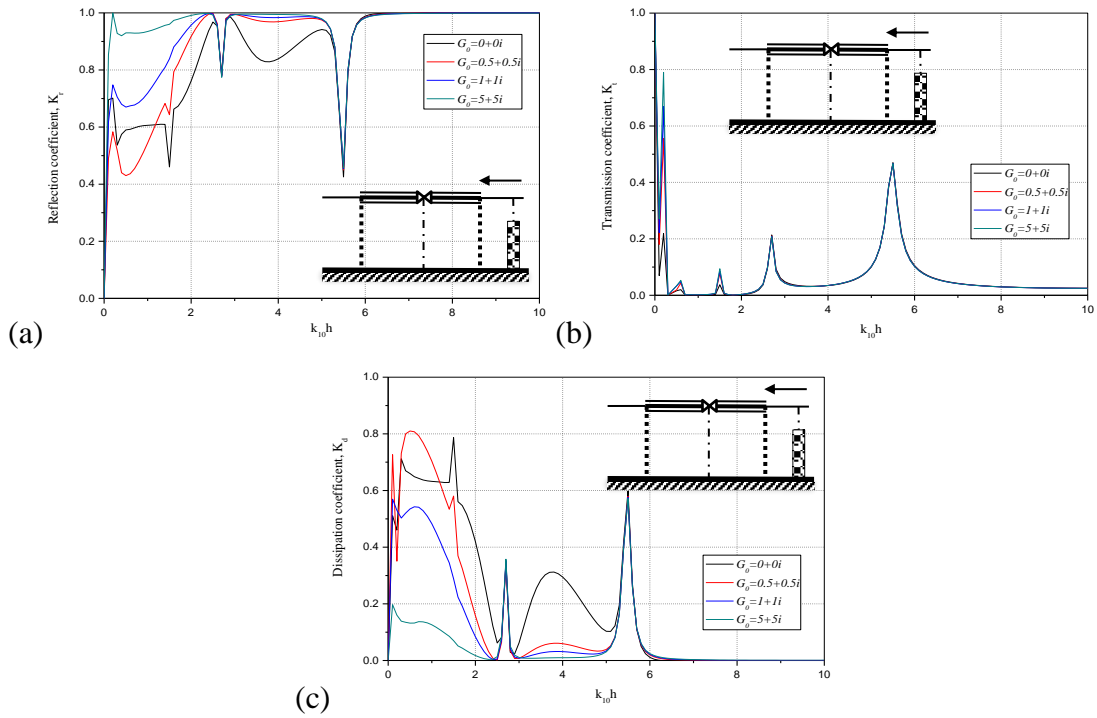 1.0
0.8
0.6
0.4
0.2
0.0
Reflection coefficient, K_r
G_0=0+0i
G_0=0.5+0.5i
G_0=1+1i
G_0=5+5i
0 2 4 6 8 10
k_10h
(a)
1.0
0.8
0.6
0.4
0.2
0.0
Transmission coefficient, K_t
G_0=0+0i
G_0=0.5+0.5i
G_0=1+1i
G_0=5+5i
0 2 4 6 8 10
k_10h
(b)
1.0
0.8
0.6
0.4
0.2
0.0
Dissipation coefficient, K_d
G_0=0+0i
G_0=0.5+0.5i
G_0=1+1i
G_0=5+5i
0 2 4 6 8 10
k_10h
(c)